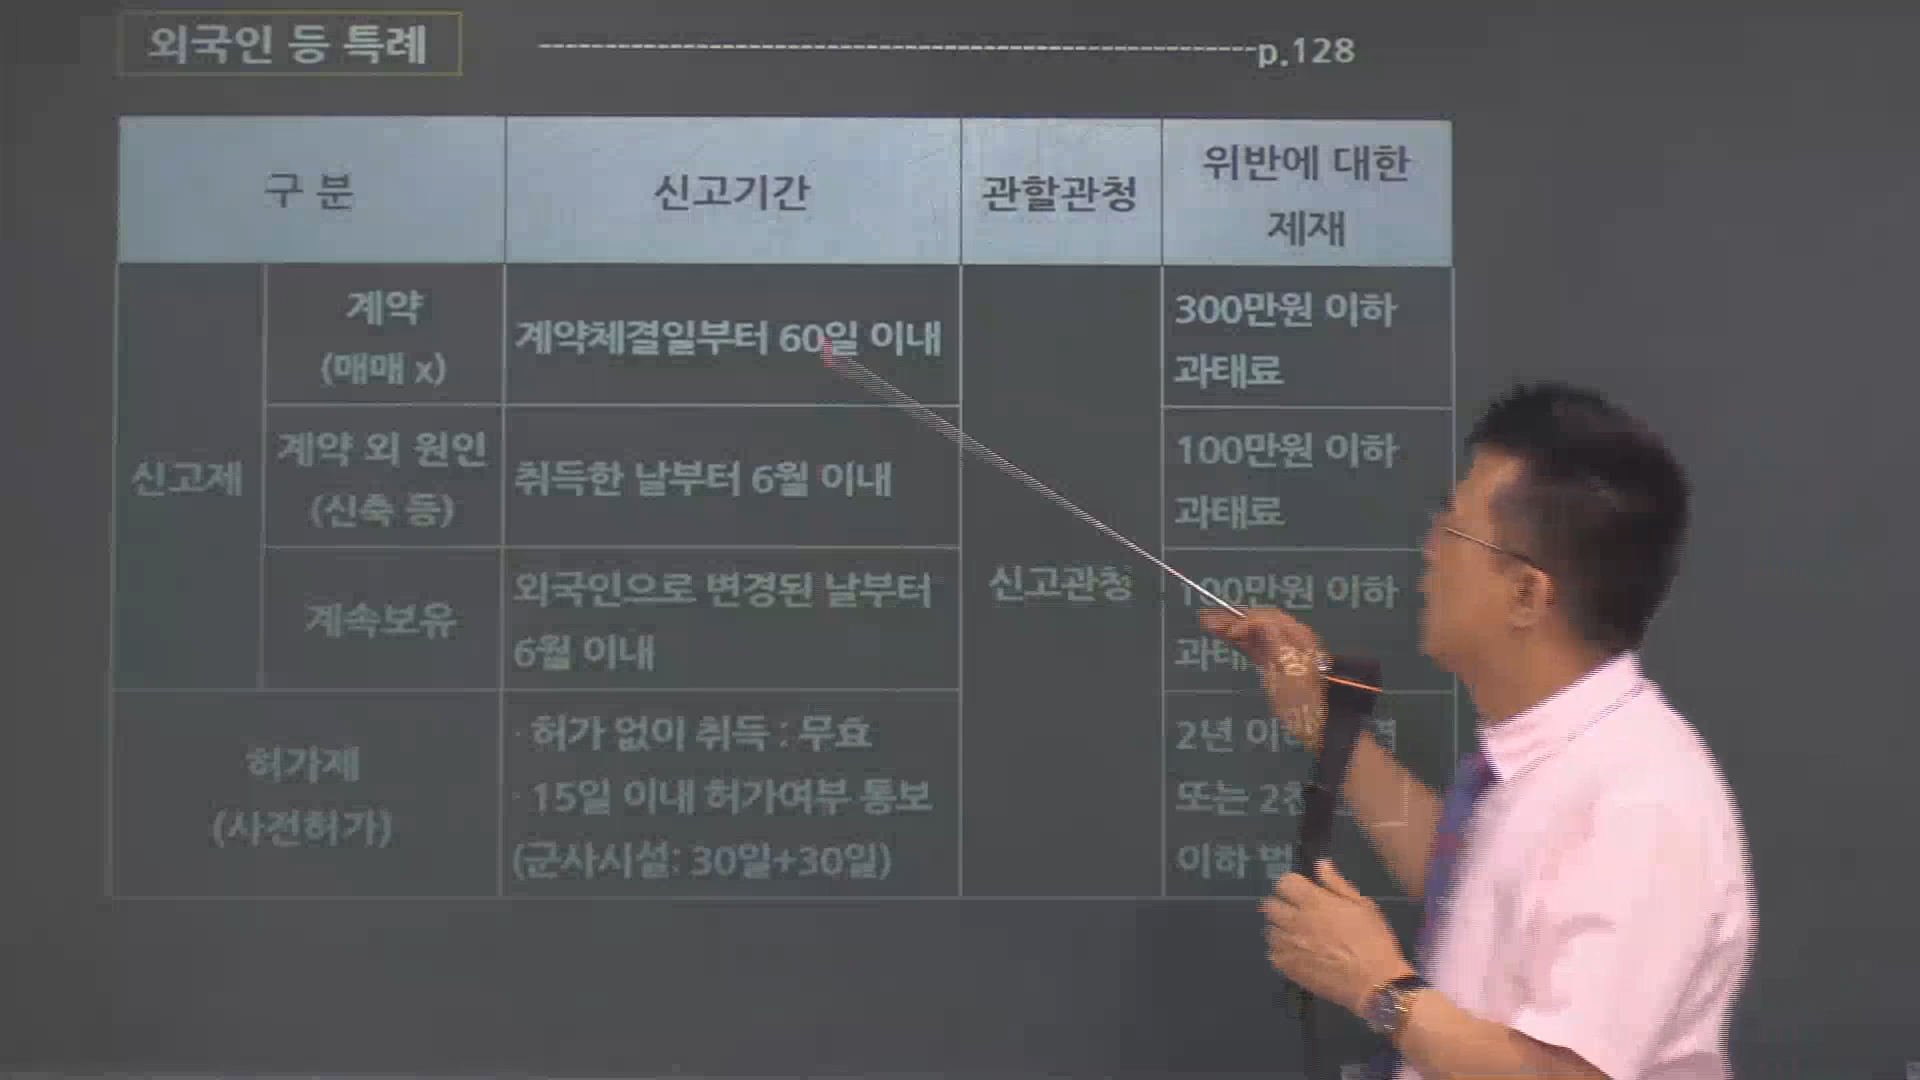 외국인 등 특례
p.128
구 분
신고기간
관할관청
위반에 대한
제재
신고제
계약
(매매 x)
계약체결일부터 60일 이내
300만원 이하
과태료
계약 외 원인
(신축 등)
취득한 날부터 6월 이내
100만원 이하
과태료
계속보유
외국인으로 변경된 날부터
6월 이내
신고관청
100만원 이하
허가제
(사전허가)
· 허가 없이 취득 : 무효
· 15일 이내 허가여부 통보
(군사시설: 30일+30일)
2년
또는
이하